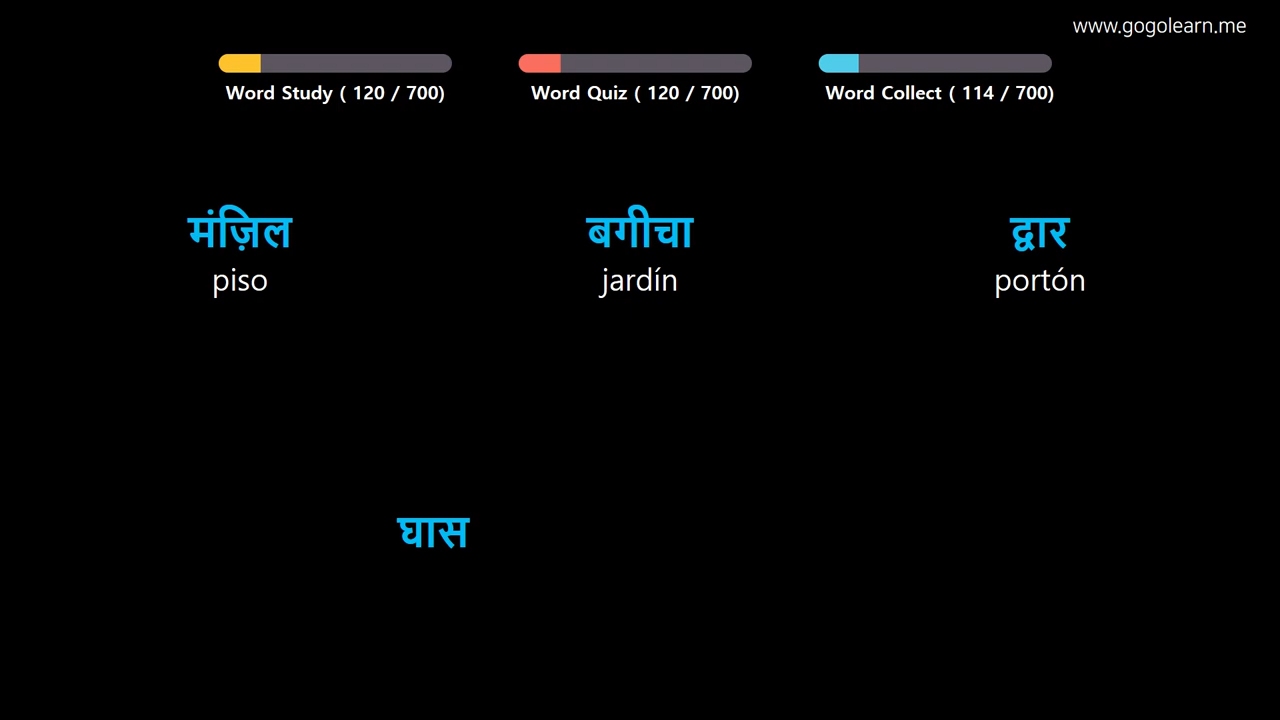 www.gogolearn.me
Word Study ( 120 / 700)
Word Quiz ( 120 / 700)
Word Collect ( 114 / 700)
मंज़िल
बगीचा
द्वार
piso
jardín
portón
घास